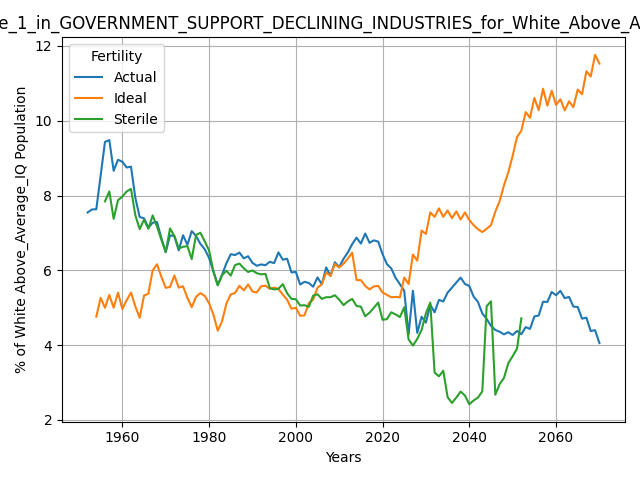 e_1_in_GOVERNMENT_SUPPORT_DECLINING_INDUSTRIES_for_White_Above_A
Fertility
Actual
Ideal
Sterile
% of White Above_Average_IQ Population
12
10
8
6
4
2
1960 1980 2000 2020 2040 2060
Years